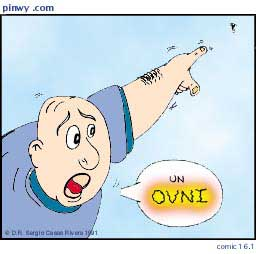 pinwy .com
UN
OVNI
© D.R. Sergio Casas Rivera 1991
comic 16.1